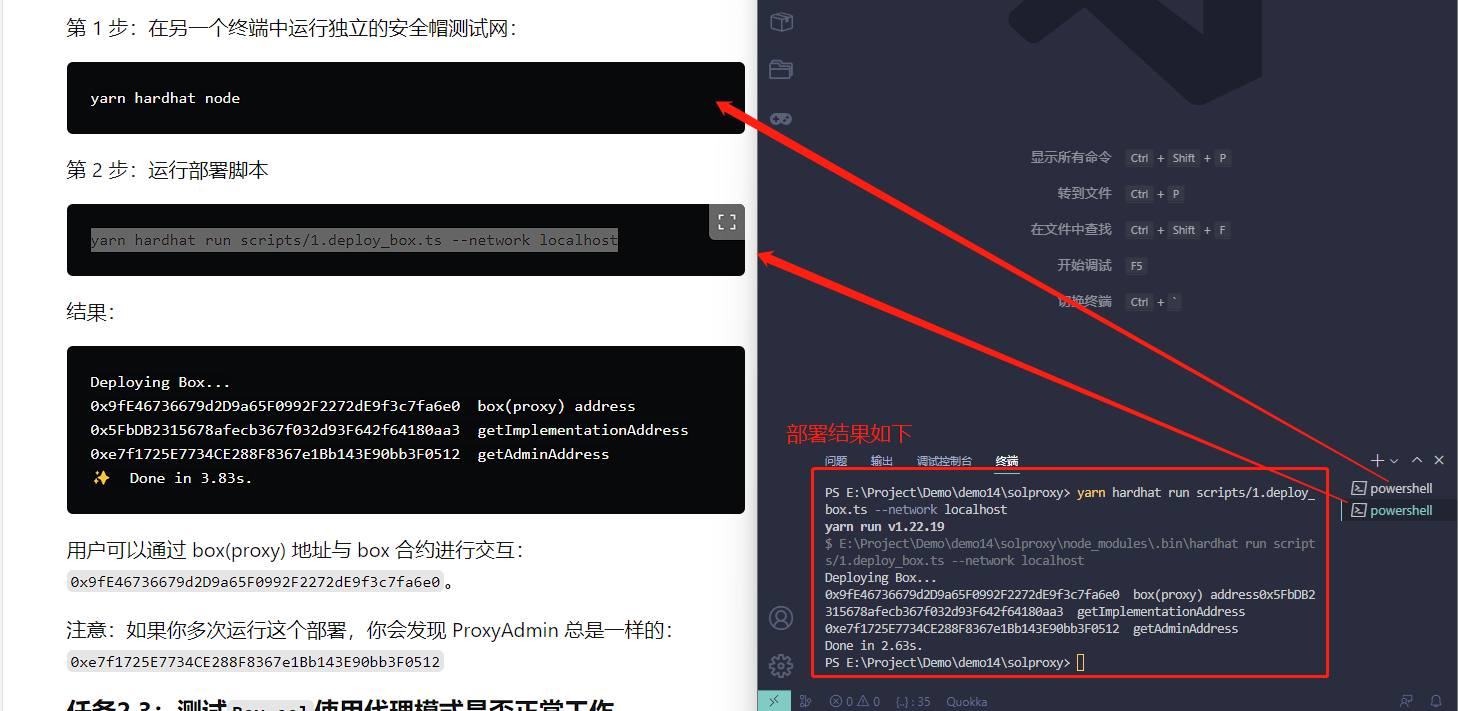 第 1 步：在另一个终端中运行独立的安全帽测试网：
yarn hardhat node
第 2 步：运行部署脚本
yarn hardhat run scripts/1.deploy_box.ts --network localhost
结果：
Deploying Box...
0x9fE46736679d2D9a65F0992F2272dE9f3c7fa6e0  box(proxy) address
0x5FbDB2315678afecb367f032d93F642f64180aa3  getImplementationAddress
0xe7f1725E7734CE288F8367e1Bb143E90bb3F0512  getAdminAddress
✨  Done in 3.83s.
用户可以通过 box(proxy) 地址与 box 合约进行交互：
0x9fE46736679d2D9a65F0992F2272dE9f3c7fa6e0。
注意：如果你多次运行这个部署，你会发现 ProxyAdmin 总是一样的：
0xe7f1725E7734CE288F8367e1Bb143E90bb3F0512
任务2.3：测试Box.sol使用代理模式是否正常工作
显示所有命令 Ctrl + Shift + P
转到文件 Ctrl + P
在文件中查找 Ctrl + Shift + F
开始调试 F5
切换终端 Ctrl + `
部署结果如下
问题 输出 调试控制台 终端
PS E:\Project\Demo\demo14\solproxy> yarn hardhat run scripts/1.deploy_
box.ts --network localhost
yarn run v1.22.19
$ E:\Project\Demo\demo14\solproxy\node_modules\.bin\hardhat run script
s/1.deploy_box.ts --network localhost
Deploying Box...
0x9fE46736679d2D9a65F0992F2272dE9f3c7fa6e0  box(proxy) address0x5FbDB2
315678afecb367f032d93F642f64180aa3  getImplementationAddress
0xe7f1725E7734CE288F8367e1Bb143E90bb3F0512  getAdminAddress
Done in 2.63s.
PS E:\Project\Demo\demo14\solproxy>
powershell
powershell
0 0 {..} : 35 Quokka